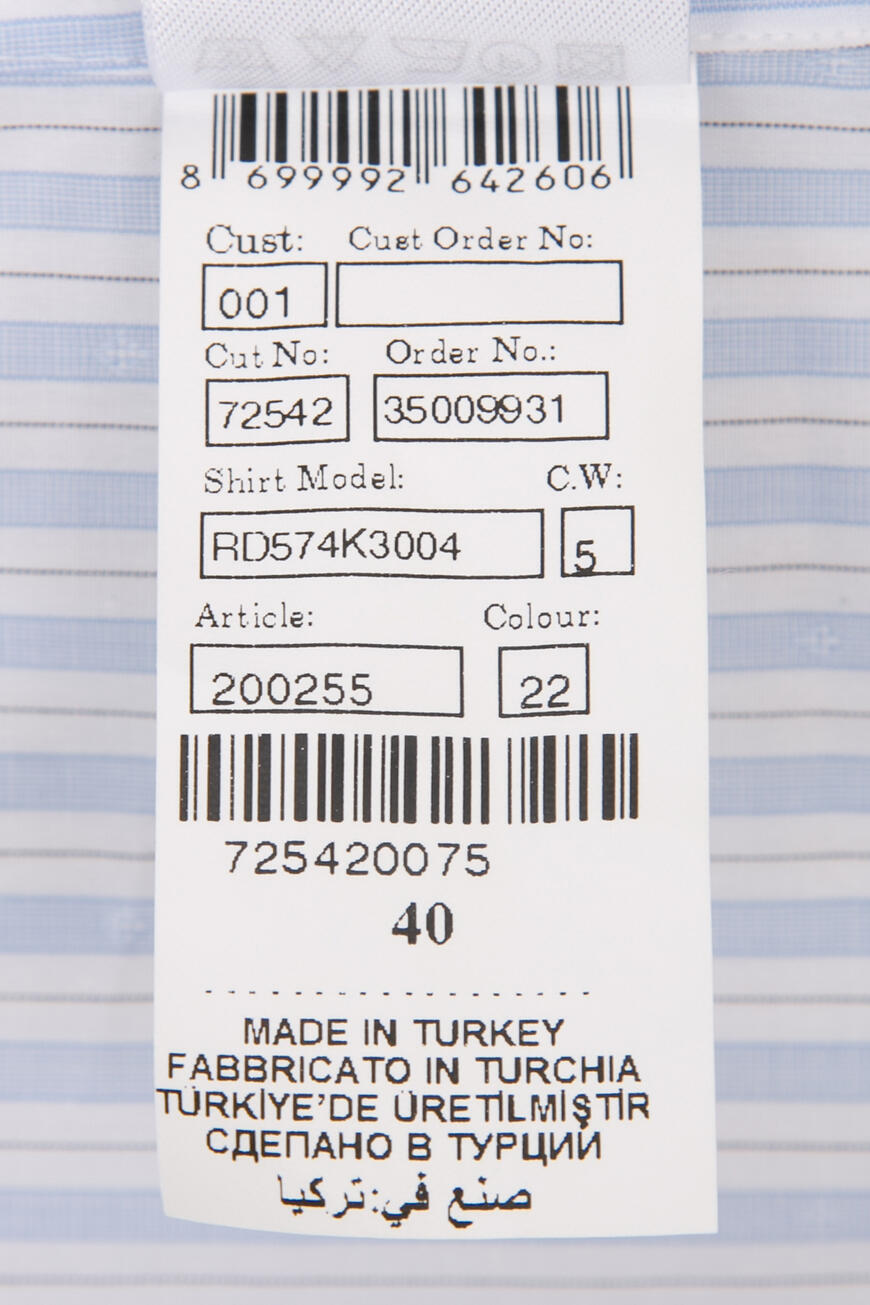 8 699992 642606
Cust: Cust Order No:
001
Cut No: Order No.:
72542 35009931
Shirt Model: C.W:
RD574K3004 5
Article: Colour:
200255 22
725420075
40
MADE IN TURKEY
FABBRICATO IN TURCHIA
TÜRKİYE'DE ÜRETİLMİŞTİR
СДЕПАНО В ТУРЦИЙ
صنع في:تركيا